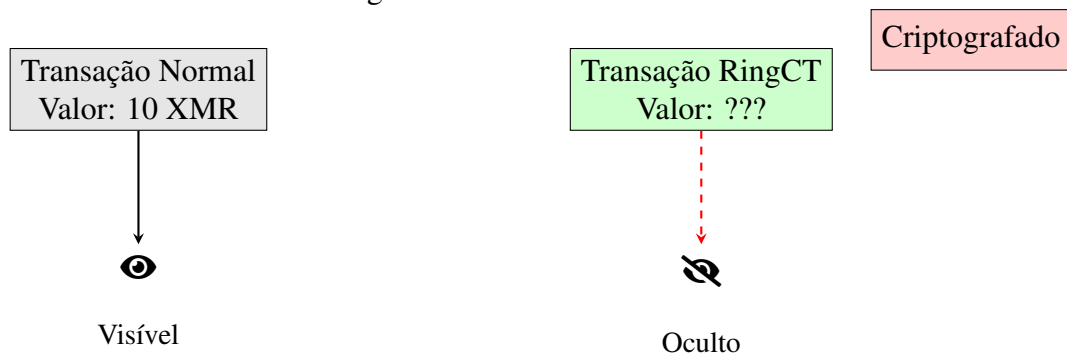 Criptografado
Transação Normal
Valor: 10 XMR
Transação RingCT
Valor: ???
Visível
Oculto